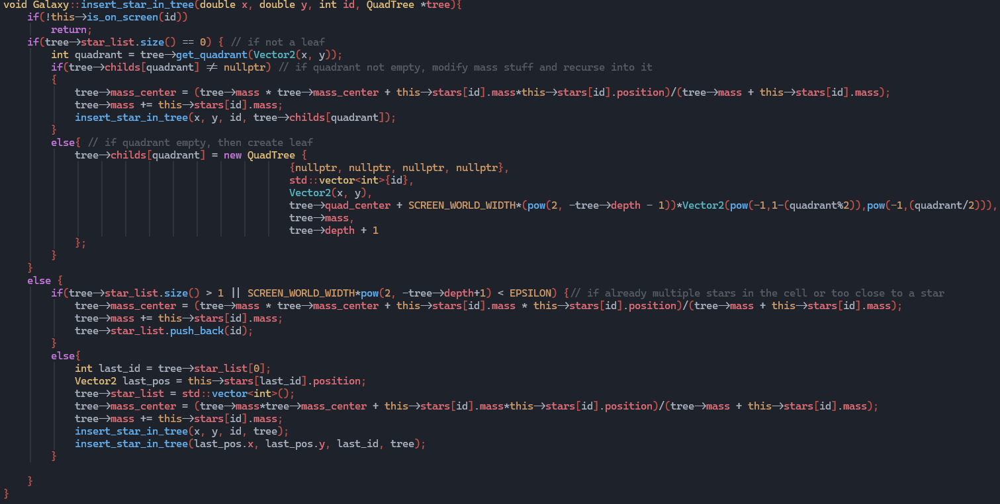 void Galaxy::insert_star_in_tree(double x, double y, int id, QuadTree *tree){
    if(!this->is_on_screen(id))
        return;
    if(tree->star_list.size() == 0) { // if not a leaf
        int quadrant = tree->get_quadrant(Vector2(x, y));
        if(tree->childs[quadrant] != nullptr) // if quadrant not empty, modify mass stuff and recurse into it
        {
            tree->mass_center = (tree->mass * tree->mass_center + this->stars[id].mass*this->stars[id].position)/(tree->mass + this->stars[id].mass);
            tree->mass += this->stars[id].mass;
            insert_star_in_tree(x, y, id, tree->childs[quadrant]);
        }
        else{ // if quadrant empty, then create leaf
            tree->childs[quadrant] = new QuadTree {
                                                {nullptr, nullptr, nullptr, nullptr},
                                                std::vector<int>{id},
                                                Vector2(x, y),
                                                tree->quad_center + SCREEN_WORLD_WIDTH*(pow(2, -tree->depth - 1))*Vector2(pow(-1,1-(quadrant%2)),pow(-1,(quadrant/2))),
                                                tree->mass,
                                                tree->depth + 1
            };
        }
    }
    else {
        if(tree->star_list.size() > 1 || SCREEN_WORLD_WIDTH*pow(2, -tree->depth+1) < EPSILON) {// if already multiple stars in the cell or too close to a star
            tree->mass_center = (tree->mass * tree->mass_center + this->stars[id].mass * this->stars[id].position)/(tree->mass + this->stars[id].mass);
            tree->mass += this->stars[id].mass;
            tree->star_list.push_back(id);
        }
        else{
            int last_id = tree->star_list[0];
            Vector2 last_pos = this->stars[last_id].position;
            tree->star_list = std::vector<int>();
            tree->mass_center = (tree->mass*tree->mass_center + this->stars[id].mass*this->stars[id].position)/(tree->mass + this->stars[id].mass);
            tree->mass += this->stars[id].mass;
            insert_star_in_tree(x, y, id, tree);
            insert_star_in_tree(last_pos.x, last_pos.y, last_id, tree);
        }

    }
}